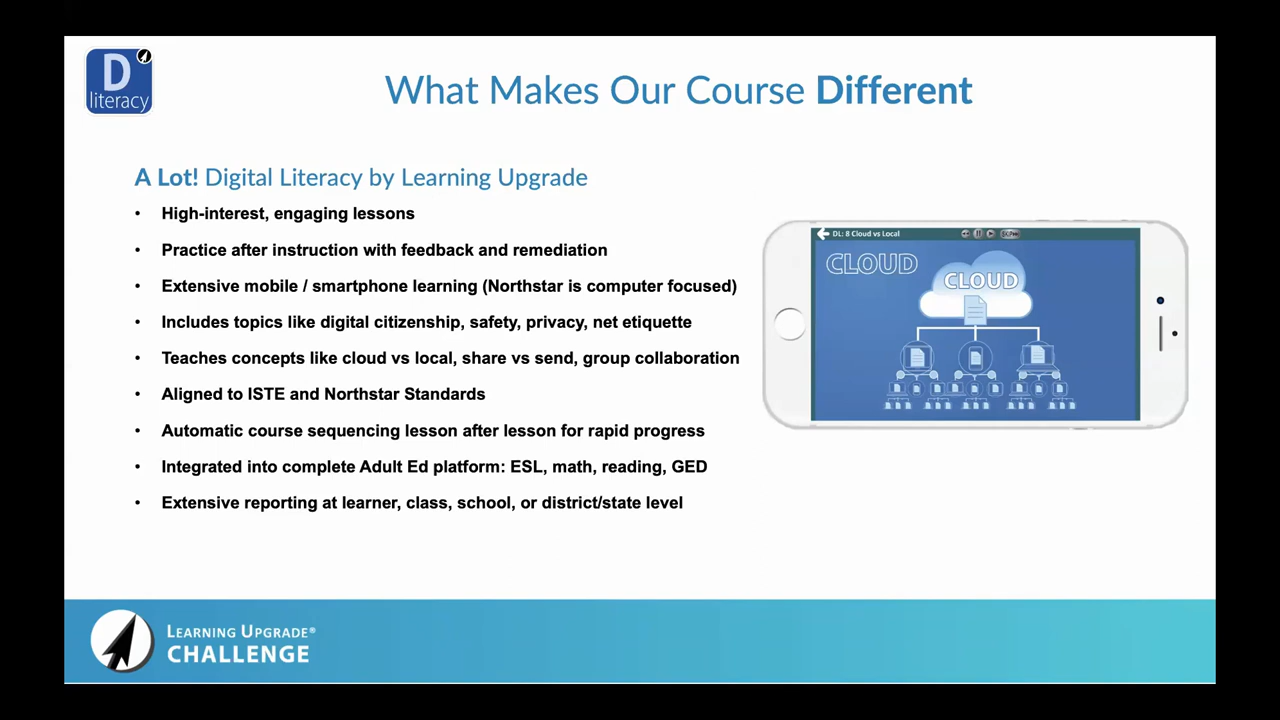 D
literacy
What Makes Our Course Different
A Lot! Digital Literacy by Learning Upgrade
• High-interest, engaging lessons
• Practice after instruction with feedback and remediation
• Extensive mobile / smartphone learning (Northstar is computer focused)
• Includes topics like digital citizenship, safety, privacy, net etiquette
• Teaches concepts like cloud vs local, share vs send, group collaboration
• Aligned to ISTE and Northstar Standards
• Automatic course sequencing lesson after lesson for rapid progress
• Integrated into complete Adult Ed platform: ESL, math, reading, GED
• Extensive reporting at learner, class, school, or district/state level
DL: 8 Cloud vs Local
CLOUD
CLOUD
LEARNING UPGRADE®
CHALLENGE